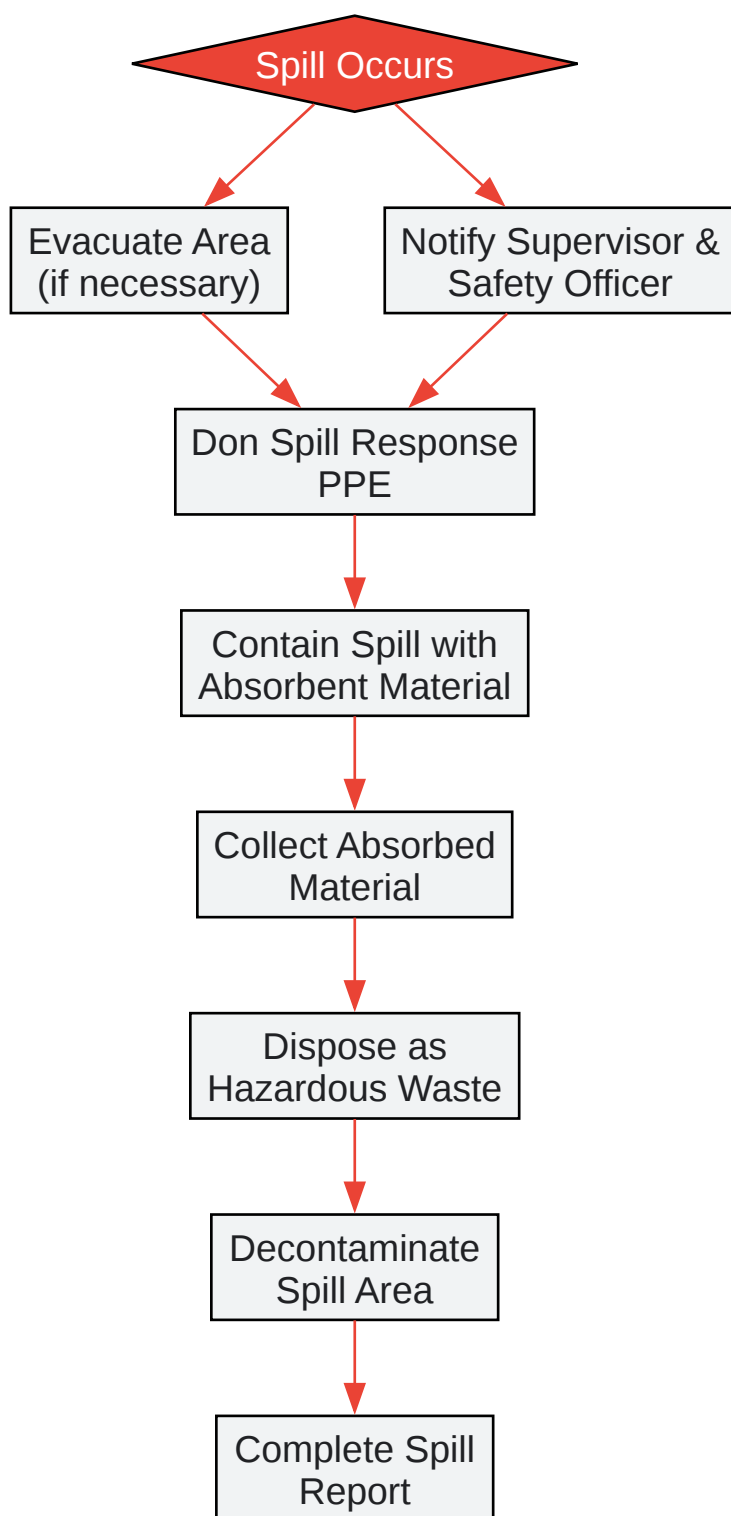 Spill Occurs
Evacuate Area
(if necessary)
Notify Supervisor &
Safety Officer
Don Spill Response
PPE
Contain Spill with
Absorbent Material
Collect Absorbed
Material
Dispose as
Hazardous Waste
Decontaminate
Spill Area
Complete Spill
Report